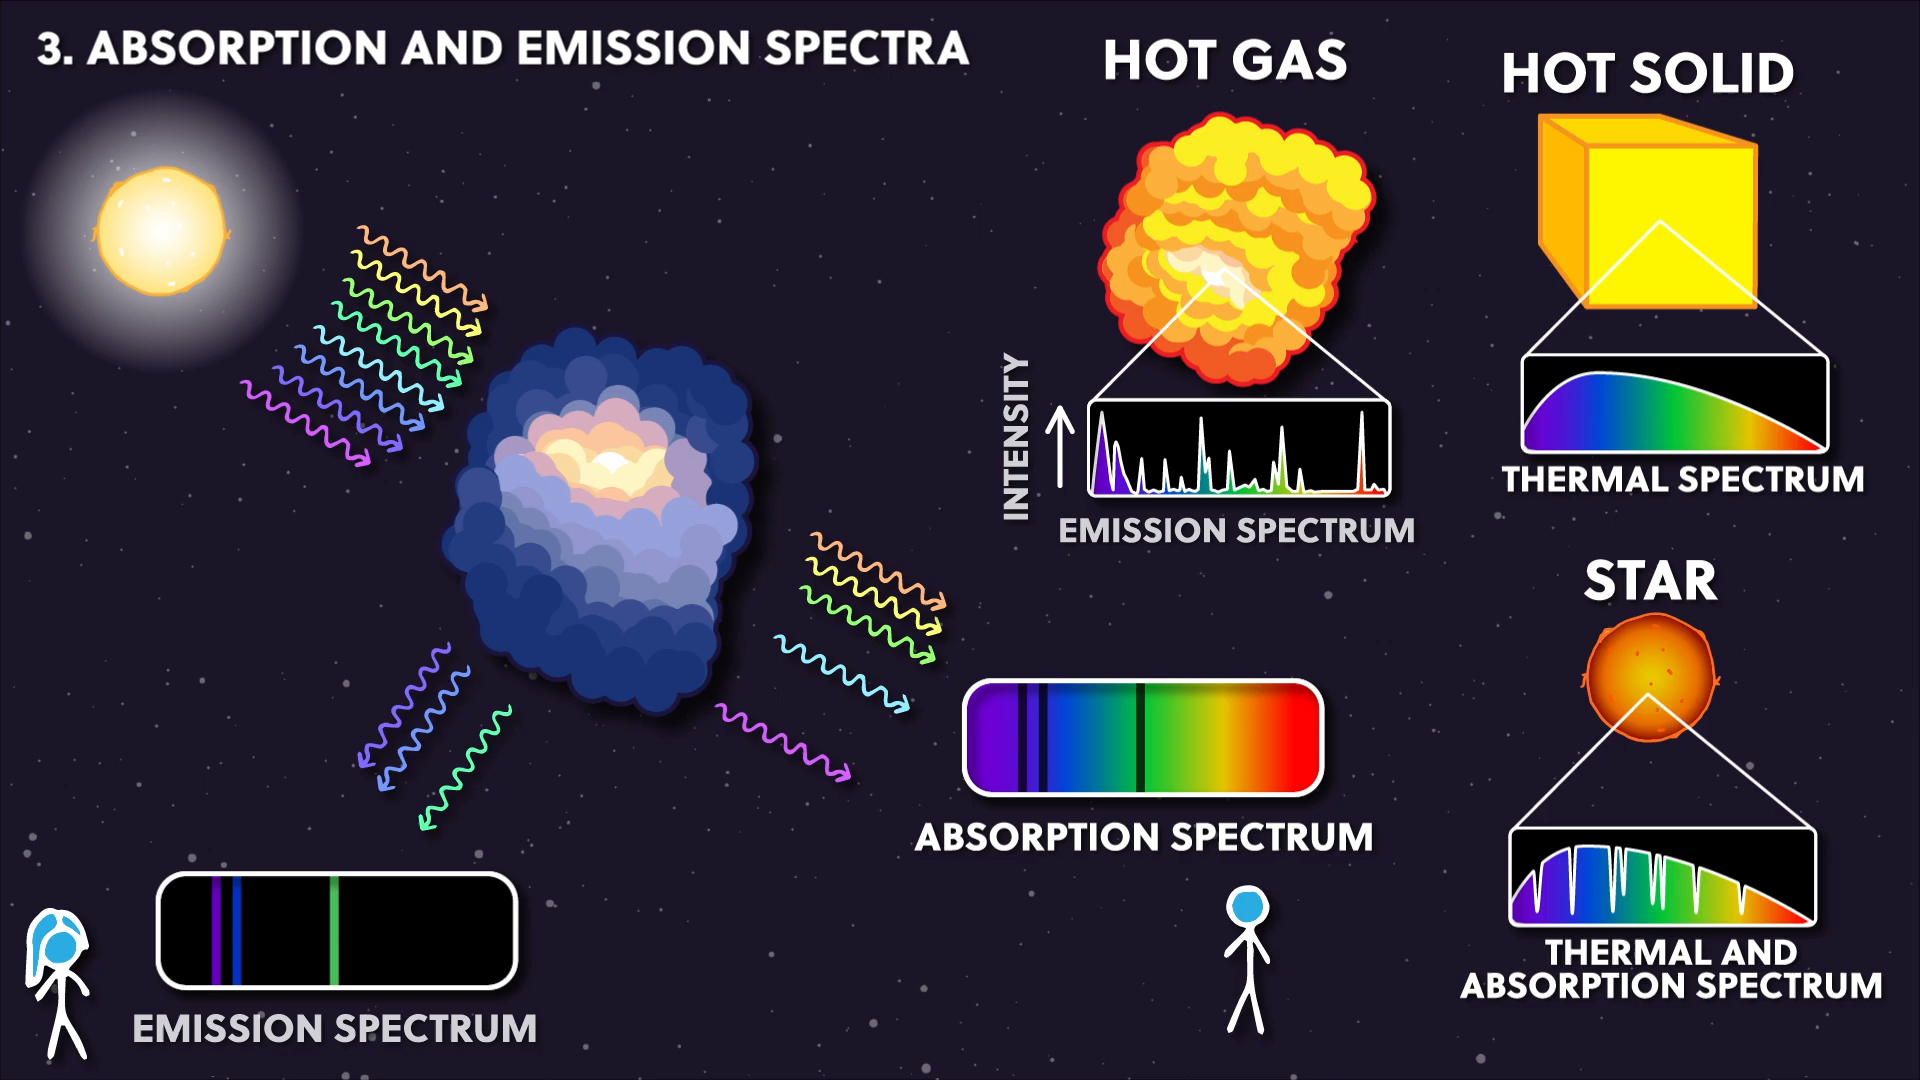 3. ABSORPTION AND EMISSION SPECTRA
HOT GAS
HOT SOLID
INTENSITY
EMISSION SPECTRUM
THERMAL SPECTRUM
STAR
ABSORPTION SPECTRUM
THERMAL AND
ABSORPTION SPECTRUM
EMISSION SPECTRUM